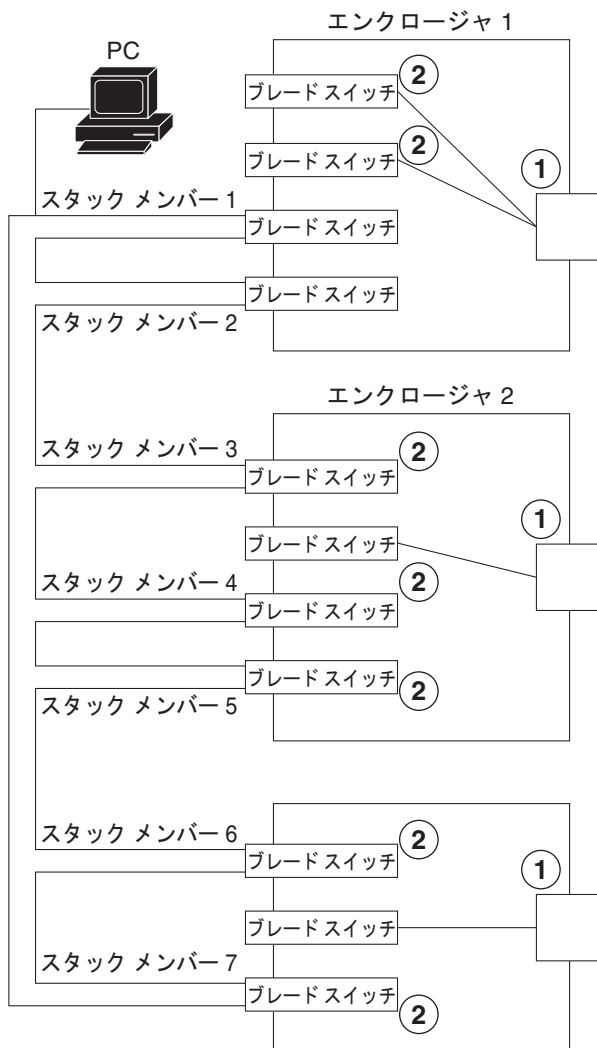 エンクロージャ 1
PC
ブレード スイッチ
2
ブレード スイッチ
2
1
スタック メンバー 1
ブレード スイッチ
ブレード スイッチ
スタック メンバー 2
エンクロージャ 2
スタック メンバー 3
ブレード スイッチ
2
1
ブレード スイッチ
スタック メンバー 4
ブレード スイッチ
2
ブレード スイッチ
2
スタック メンバー 5
スタック メンバー 6
ブレード スイッチ
2
1
ブレード スイッチ
スタック メンバー 7
ブレード スイッチ
2